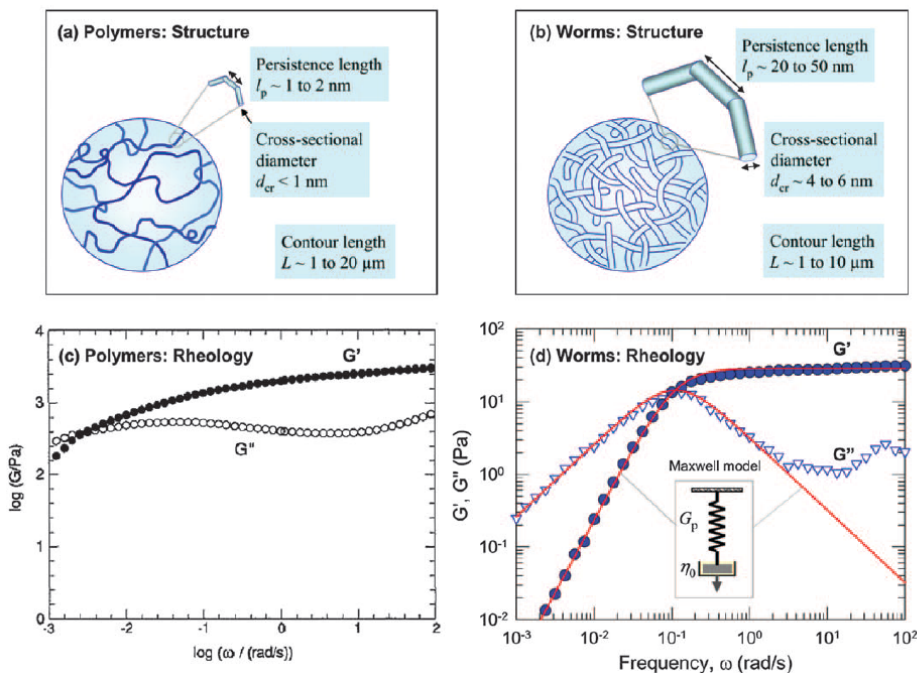 (a) Polymers: Structure
Persistence length
lp ~ 1 to 2 nm
Cross-sectional
diameter
dcr < 1 nm
Contour length
L ~ 1 to 20 µm
(b) Worms: Structure
Persistence length
lp ~ 20 to 50 nm
Cross-sectional
diameter
dcr ~ 4 to 6 nm
Contour length
L ~ 1 to 10 µm
(c) Polymers: Rheology
G'
G"
log (G/Pa)
4
3
2
1
0
-3
-2
-1
0
1
2
log (ω / (rad/s))
(d) Worms: Rheology
G'
G"
Maxwell model
Gp
η0
G', G" (Pa)
10²
10²
10¹
10⁰
10⁻¹
10⁻²
10⁻³
10⁻²
10⁻¹
10⁰
10¹
10²
Frequency, ω (rad/s)